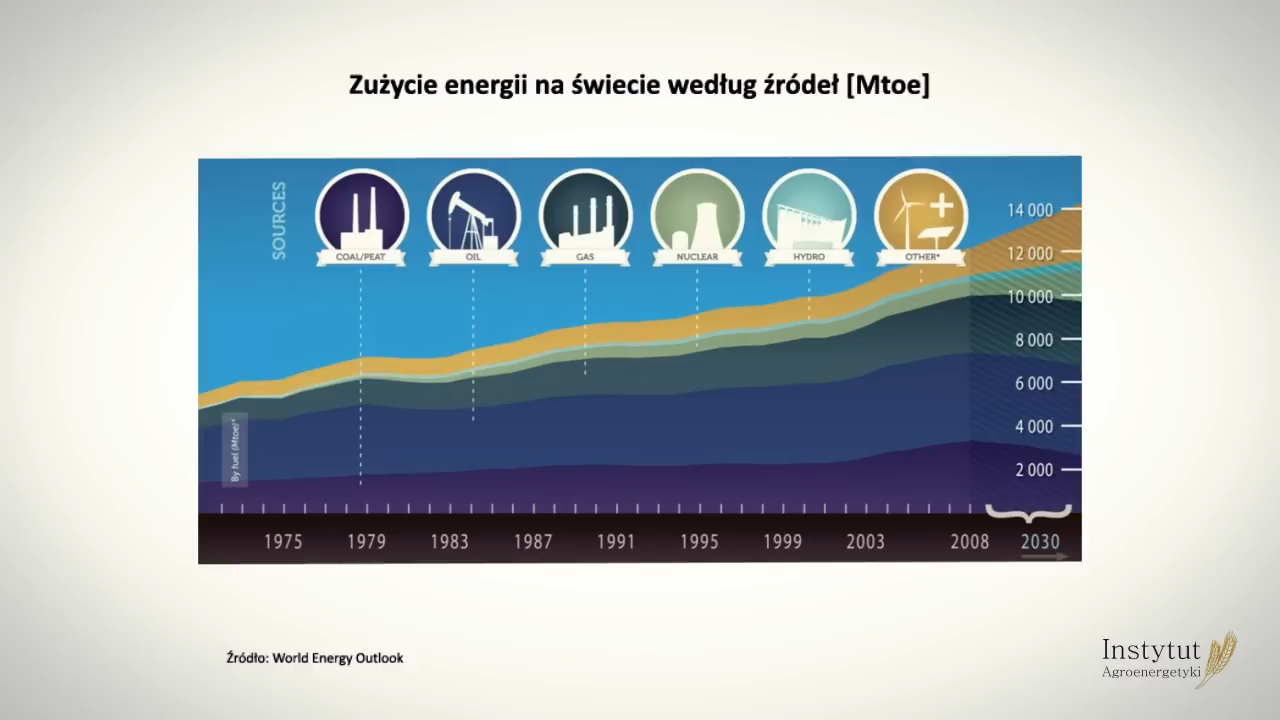 Zużycie energii na świecie według źródeł [Mtoe]
SOURCES
COAL/PEAT
OIL
GAS
NUCLEAR
HYDRO
OTHER*
14 000
12 000
10 000
8 000
6 000
4 000
2 000
By fuel (Mtoe)*
1975 1979 1983 1987 1991 1995 1999 2003 2008 2030
Źródło: World Energy Outlook
Instytut
Agroenergetyki